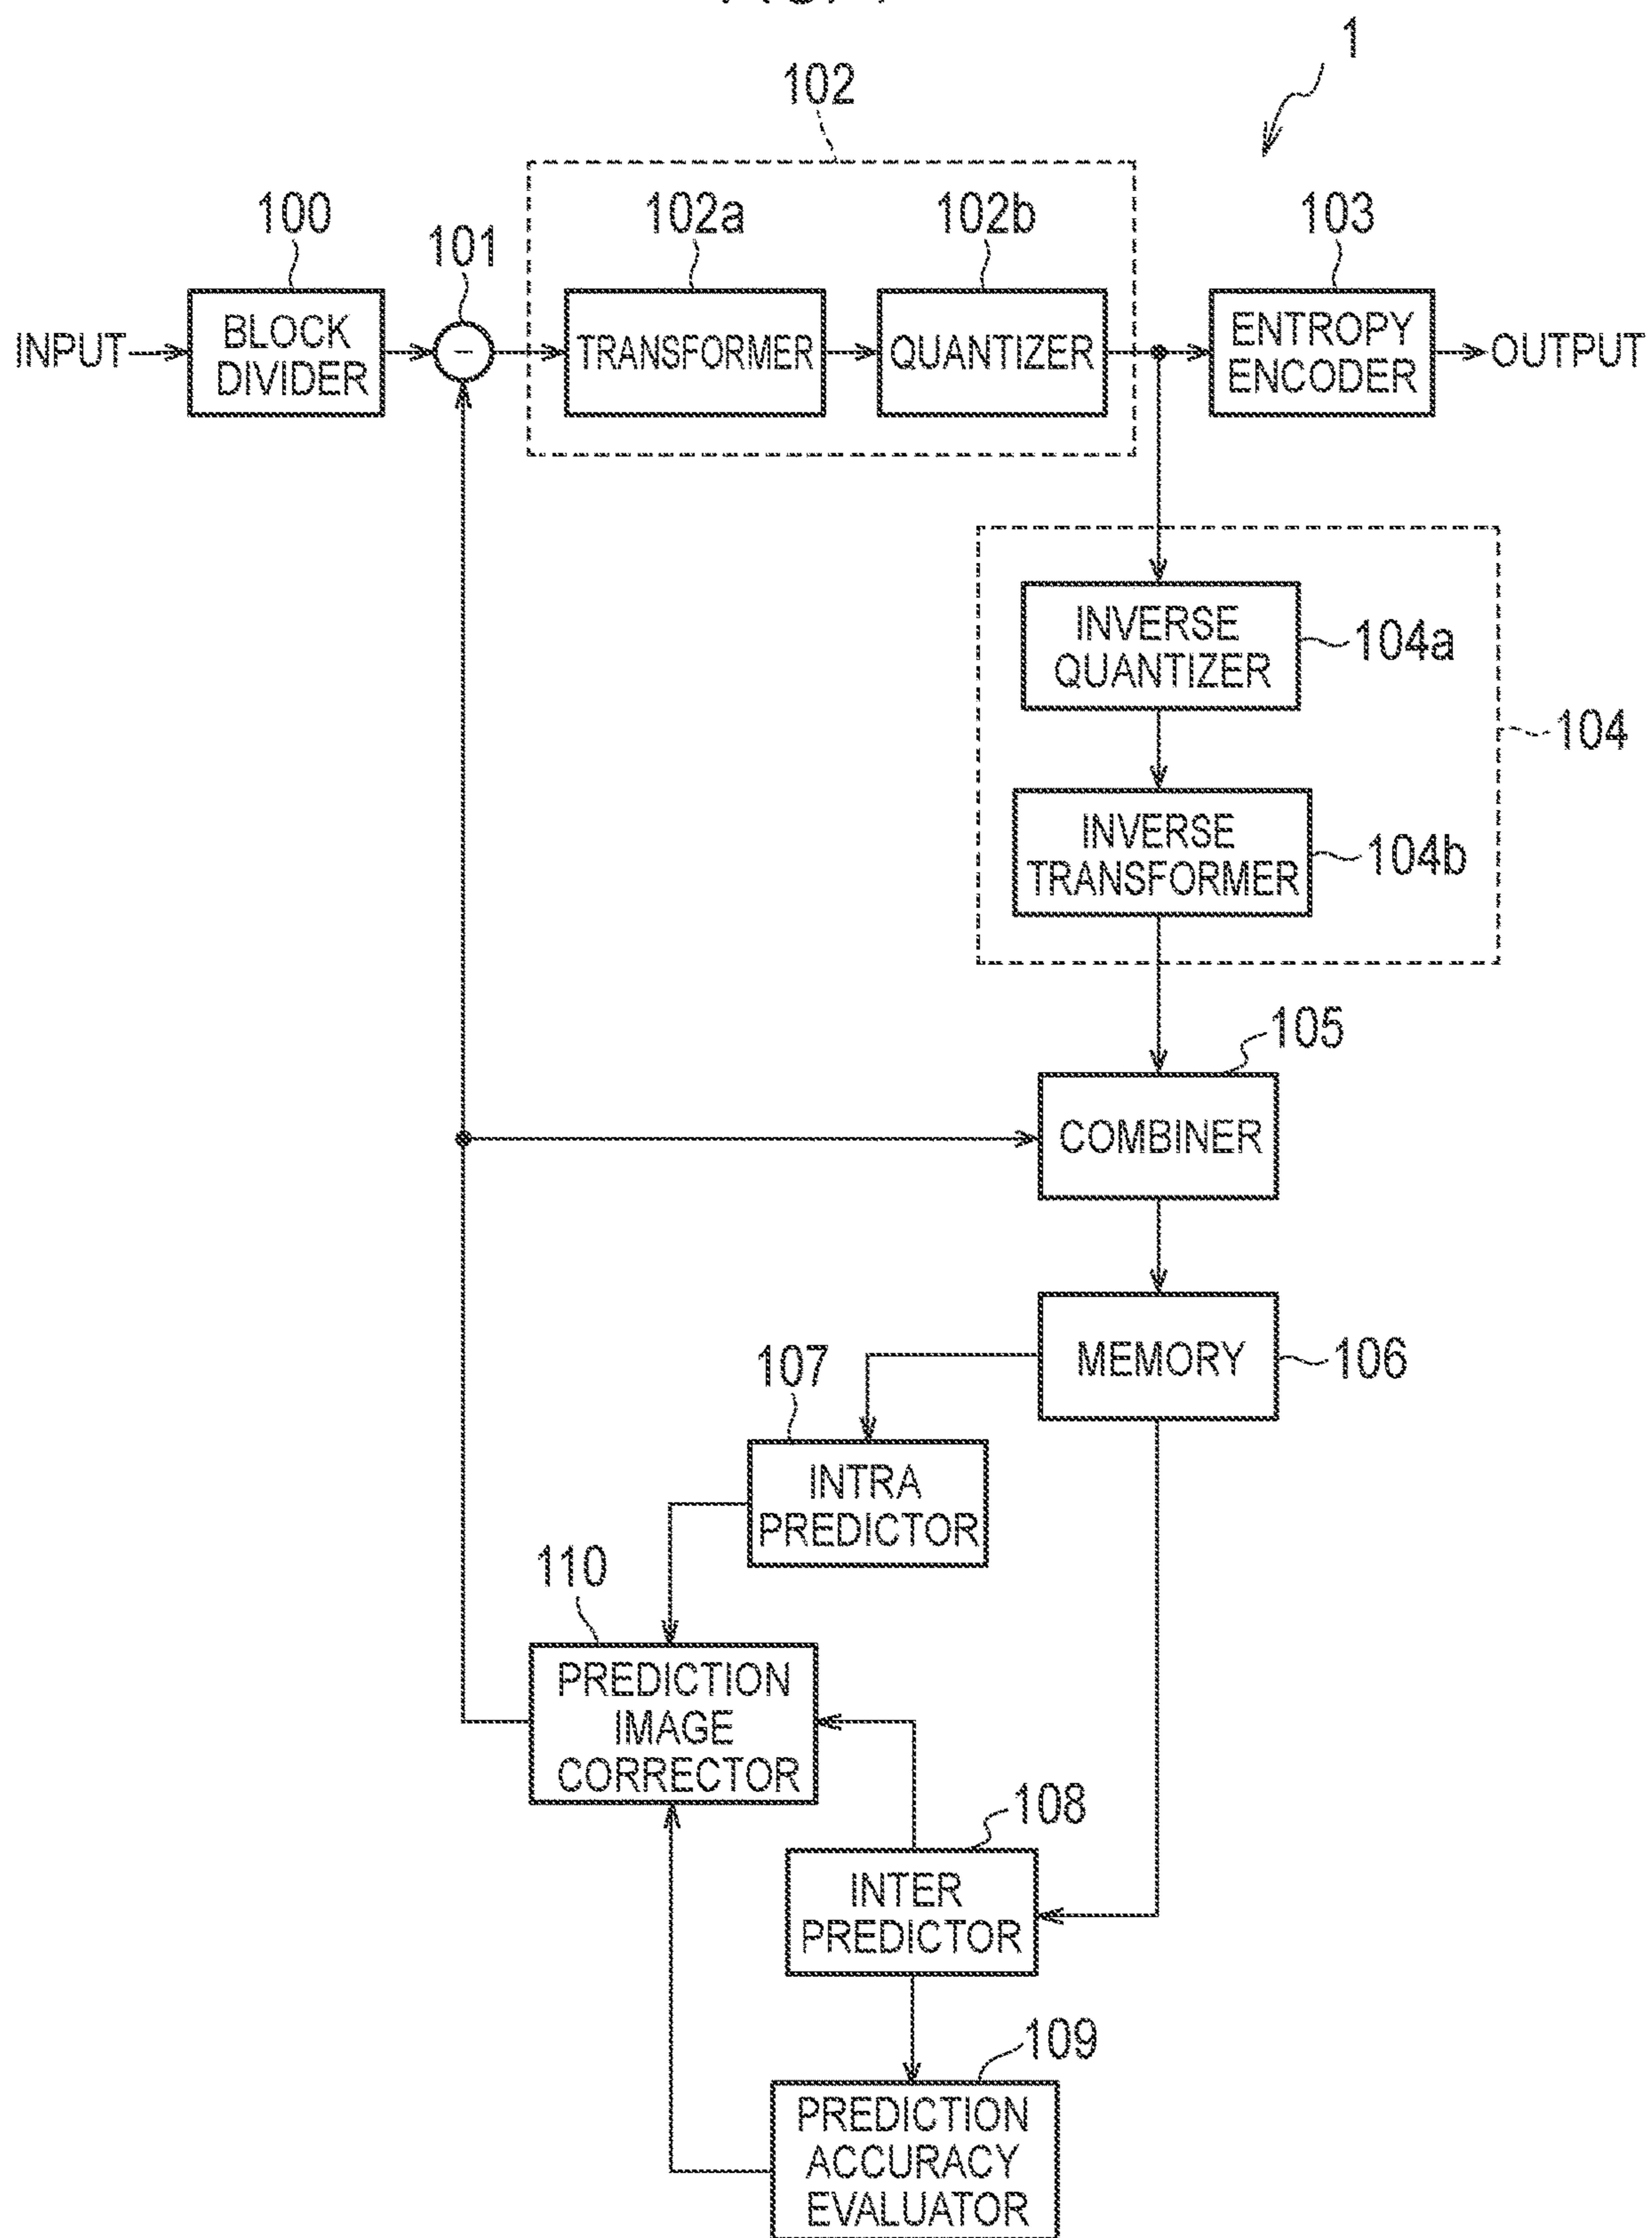 1
102
100
101
102a
102b
103
INPUT
BLOCK
DIVIDER
-
TRANSFORMER
QUANTIZER
ENTROPY
ENCODER
OUTPUT
INVERSE
QUANTIZER
104a
104
INVERSE
TRANSFORMER
104b
105
COMBINER
MEMORY
106
107
INTRA
PREDICTOR
110
PREDICTION
IMAGE
CORRECTOR
108
INTER
PREDICTOR
109
PREDICTION
ACCURACY
EVALUATOR